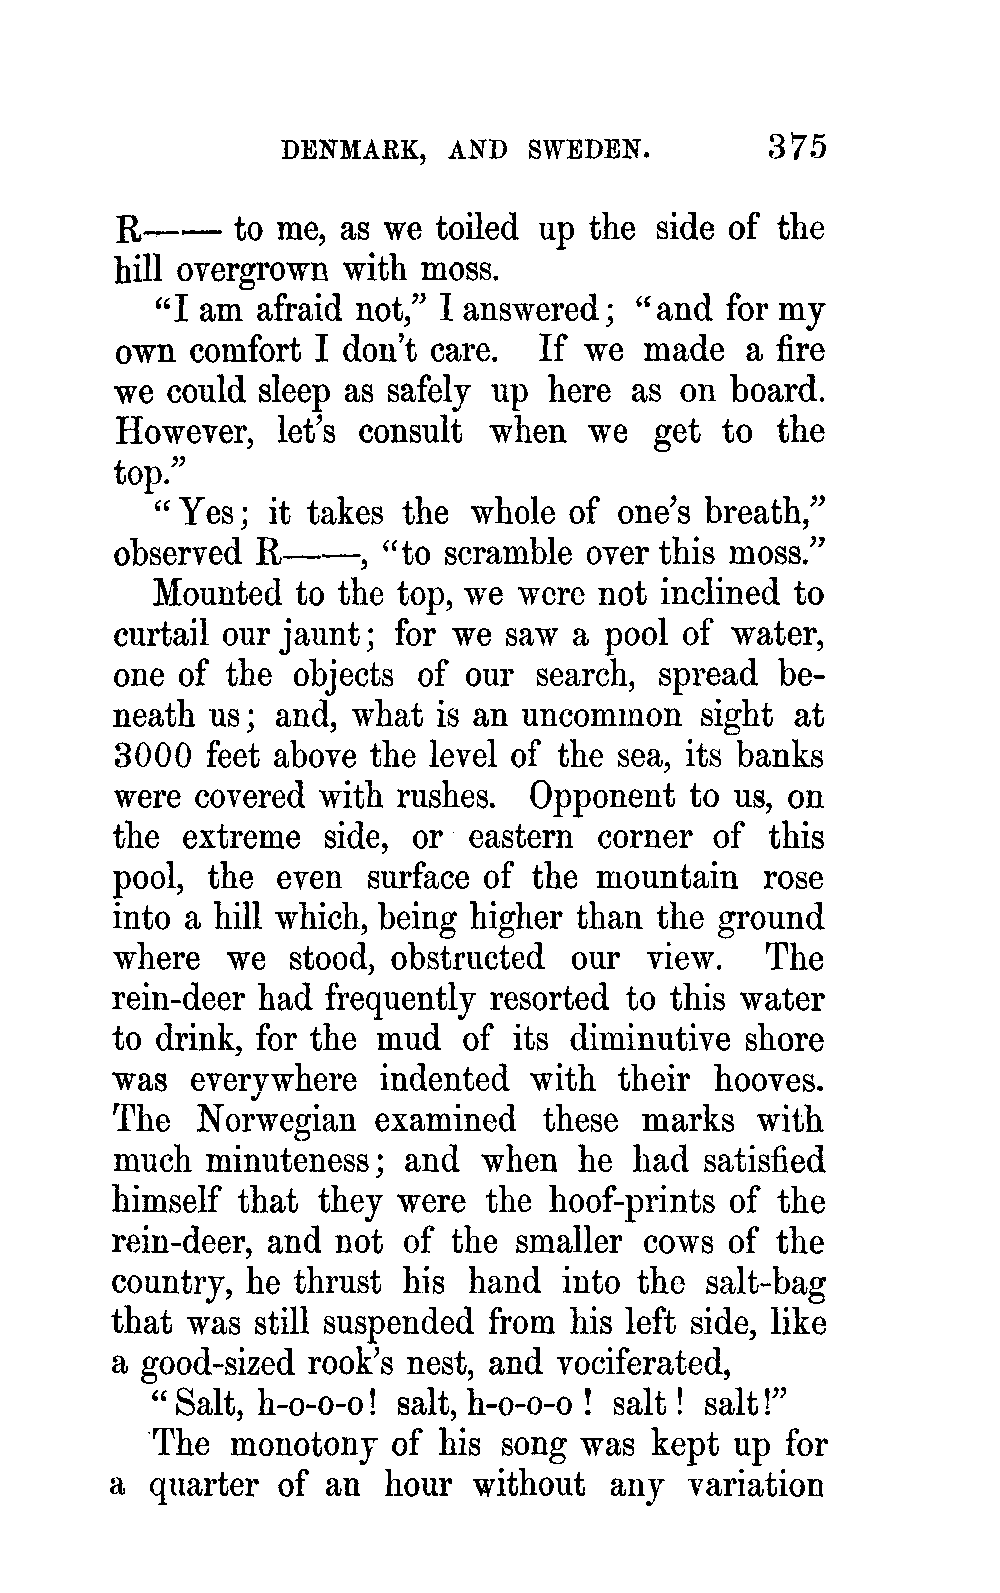 DENMARK, AND SWEDEN. 375
R—— to me, as we toiled up the side of the
hill overgrown with moss.
“I am afraid not,” I answered; “and for my
own comfort I don’t care. If we made a fire
we could sleep as safely up here as on board.
However, let’s consult when we get to the
top.”
“Yes; it takes the whole of one’s breath,”
observed R——, “to scramble over this moss.”
Mounted to the top, we were not inclined to
curtail our jaunt; for we saw a pool of water,
one of the objects of our search, spread be-
neath us; and, what is an uncommon sight at
3000 feet above the level of the sea, its banks
were covered with rushes. Opponent to us, on
the extreme side, or eastern corner of this
pool, the even surface of the mountain rose
into a hill which, being higher than the ground
where we stood, obstructed our view. The
rein-deer had frequently resorted to this water
to drink, for the mud of its diminutive shore
was everywhere indented with their hooves.
The Norwegian examined these marks with
much minuteness; and when he had satisfied
himself that they were the hoof-prints of the
rein-deer, and not of the smaller cows of the
country, he thrust his hand into the salt-bag
that was still suspended from his left side, like
a good-sized rook’s nest, and vociferated,
“Salt, h-o-o-o! salt, h-o-o-o! salt! salt!”
The monotony of his song was kept up for
a quarter of an hour without any variation